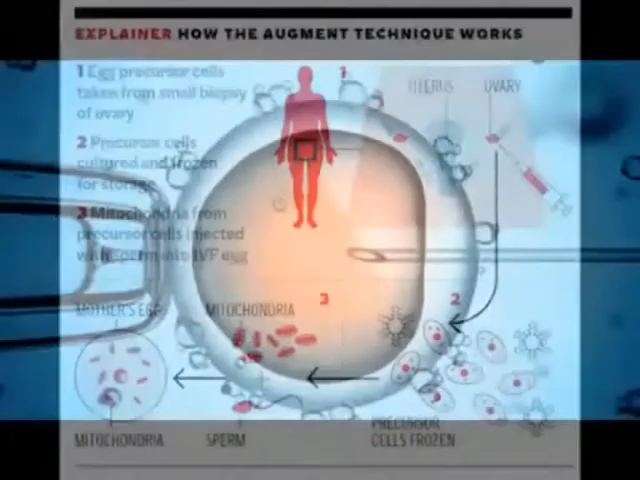 EXPLAINER HOW THE AUGMENT TECHNIQUE WORKS
1 Egg precursor cells
taken from small biopsy
of ovary
2 Precursor cells
cultured and frozen
for storage
3 Mitochondria from
precursor cells injected
with sperm into IVF egg
1
UTERUS OVARY
MOTHER'S EGG
MITOCHONDRIA
3
2
MITOCHONDRIA
SPERM
PRECURSOR
CELLS FROZEN